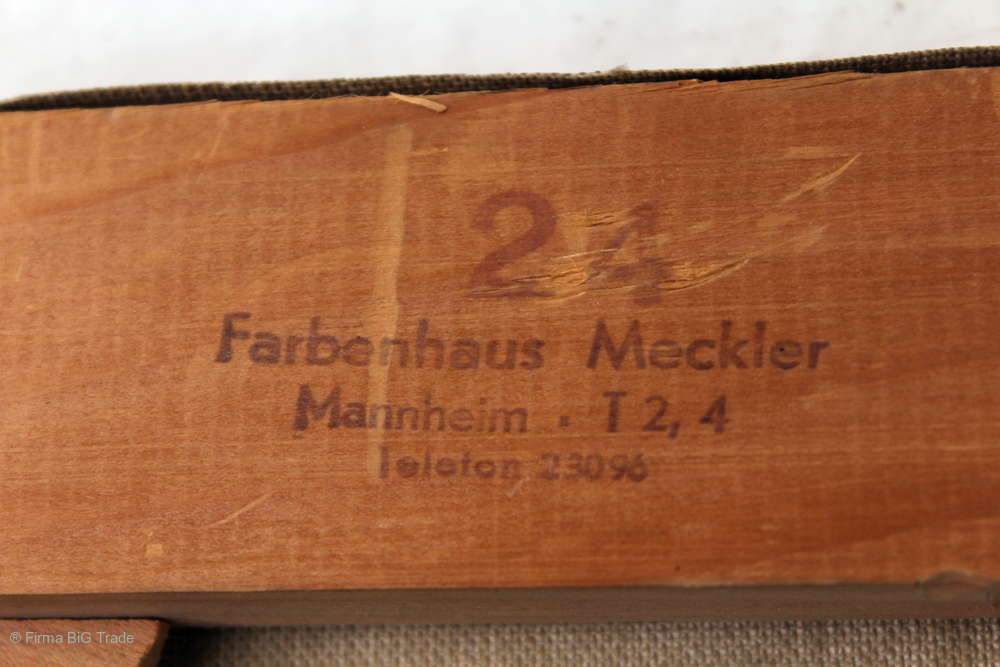 24
Farbenhaus Meckler
Mannheim . T 2, 4
Telefon 23096
® Firma BiG Trade